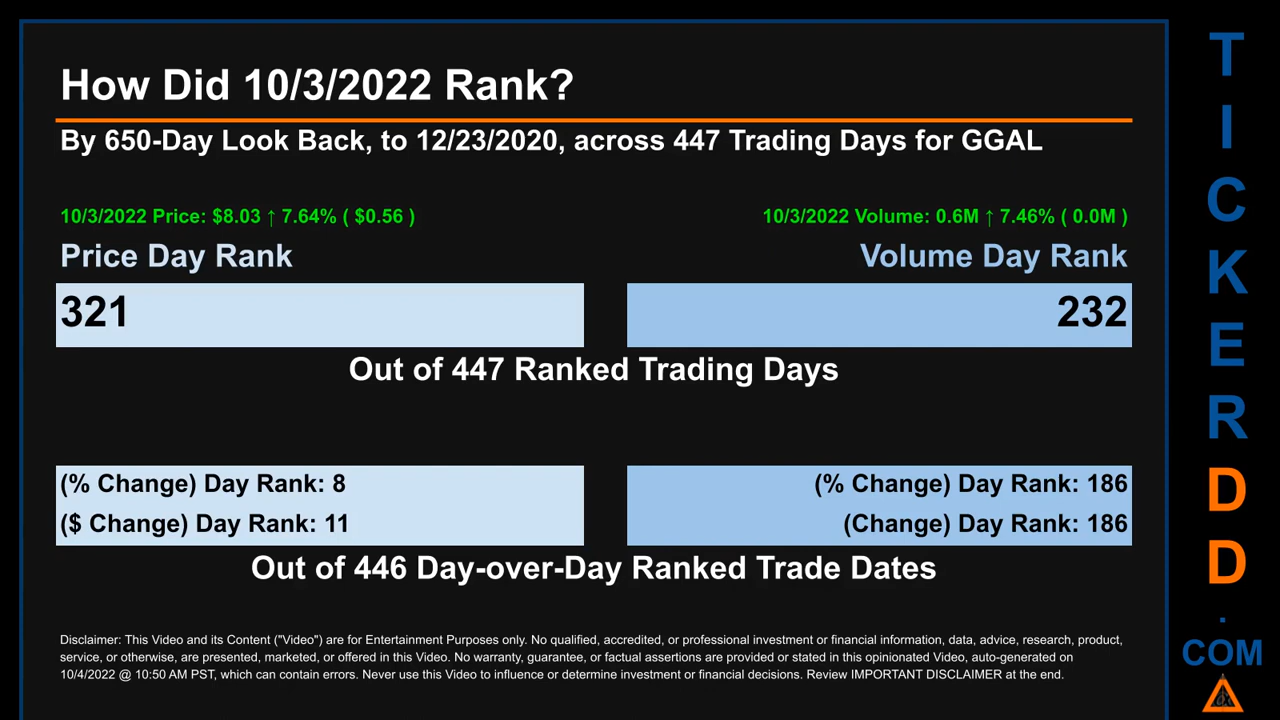 How Did 10/3/2022 Rank?
By 650-Day Look Back, to 12/23/2020, across 447 Trading Days for GGAL
10/3/2022 Price: $8.03 ↑ 7.64% ( $0.56 )
10/3/2022 Volume: 0.6M ↑ 7.46% ( 0.0M )
Price Day Rank
Volume Day Rank
321
232
Out of 447 Ranked Trading Days
(% Change) Day Rank: 8
($ Change) Day Rank: 11
(% Change) Day Rank: 186
(Change) Day Rank: 186
Out of 446 Day-over-Day Ranked Trade Dates
Disclaimer: This Video and its Content ("Video") are for Entertainment Purposes only. No qualified, accredited, or professional investment or financial information, data, advice, research, product,
service, or otherwise, are presented, marketed, or offered in this Video. No warranty, guarantee, or factual assertions are provided or stated in this opinionated Video, auto-generated on
10/4/2022 @ 10:50 AM PST, which can contain errors. Never use this Video to influence or determine investment or financial decisions. Review IMPORTANT DISCLAIMER at the end.
T
I
C
K
E
R
D
D
.
COM